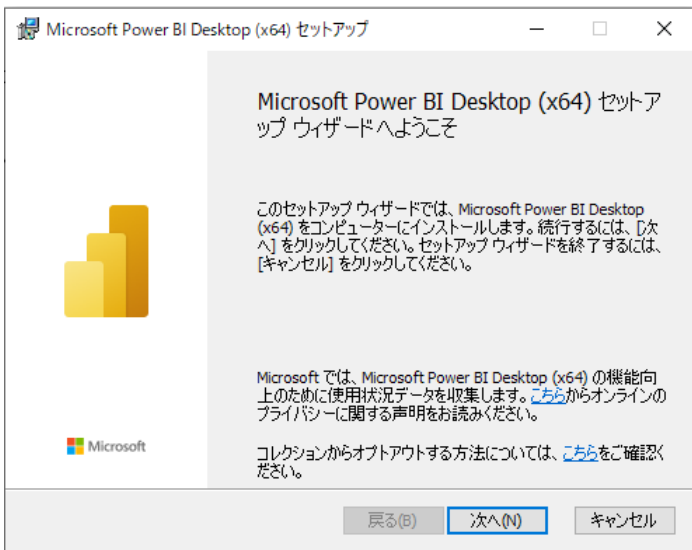 Microsoft Power BI Desktop (x64) セットアップ
Microsoft Power BI Desktop (x64) セットア
ップ ウィザードへようこそ
このセットアップ ウィザードでは、Microsoft Power BI Desktop
(x64) をコンピューターにインストールします。続行するには、[次
へ] をクリックしてください。セットアップ ウィザードを終了するには、
[キャンセル] をクリックしてください。
Microsoft では、Microsoft Power BI Desktop (x64) の機能向
上のために使用状況データを収集します。こちらからオンラインの
プライバシーに関する声明をお読みください。
Microsoft
コレクションからオプトアウトする方法については、こちらをご確認く
ださい。
戻る(B) 次へ(N) キャンセル